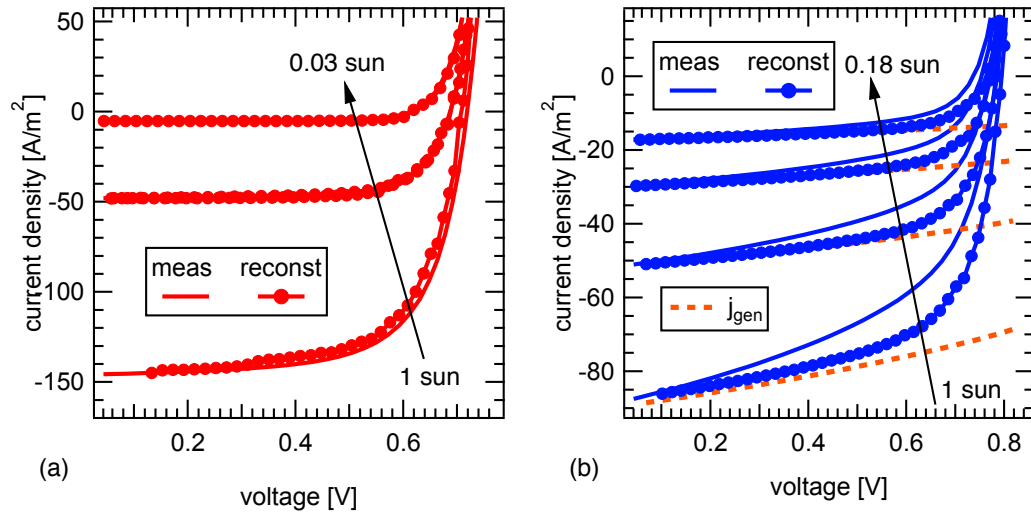 50
0
-50
-100
-150
current density [A/m²]
0.03 sun
meas reconst
1 sun
0.2 0.4 0.6
voltage [V]
(a)
0
-20
-40
-60
-80
current density [A/m²]
meas reconst
0.18 sun
jgen
1 sun
0.2 0.4 0.6 0.8
voltage [V]
(b)